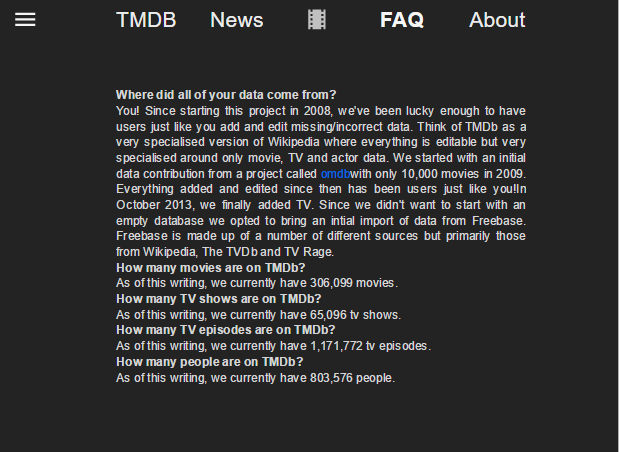 TMDB News FAQ About
Where did all of your data come from?
You! Since starting this project in 2008, we've been lucky enough to have
users just like you add and edit missing/incorrect data. Think of TMDb as a
very specialised version of Wikipedia where everything is editable but very
specialised around only movie, TV and actor data. We started with an initial
data contribution from a project called omdbwith only 10,000 movies in 2009.
Everything added and edited since then has been users just like you!In
October 2013, we finally added TV. Since we didn't want to start with an
empty database we opted to bring an intial import of data from Freebase.
Freebase is made up of a number of different sources but primarily those
from Wikipedia, The TVDb and TV Rage.
How many movies are on TMDb?
As of this writing, we currently have 306,099 movies.
How many TV shows are on TMDb?
As of this writing, we currently have 65,096 tv shows.
How many TV episodes are on TMDb?
As of this writing, we currently have 1,171,772 tv episodes.
How many people are on TMDb?
As of this writing, we currently have 803,576 people.